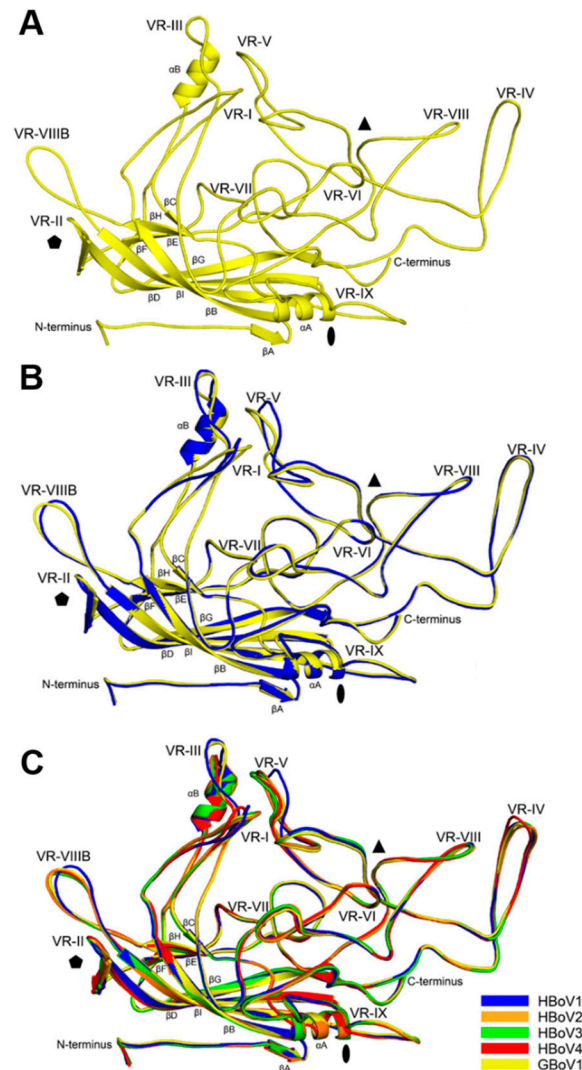 A
VR-III
VR-V
αB
VR-IV
VR-I
VR-VIII
VR-VIIIB
VR-VII
VR-VI
VR-II
βC
βH
βE
βF
βG
C-terminus
βD
βI
βB
VR-IX
N-terminus
αA
βA
B
VR-III
VR-V
αB
VR-IV
VR-I
VR-VIII
VR-VIIIB
VR-VII
VR-VI
VR-II
βC
βH
βE
βF
βG
C-terminus
βD
βI
βB
VR-IX
N-terminus
αA
βA
C
VR-III
VR-V
αB
VR-IV
VR-I
VR-VIII
VR-VIIIB
VR-VII
VR-VI
VR-II
βC
βH
βE
βF
βG
C-terminus
βD
βI
βB
VR-IX
N-terminus
αA
βA
HBoV1
HBoV2
HBoV3
HBoV4
GBoV1